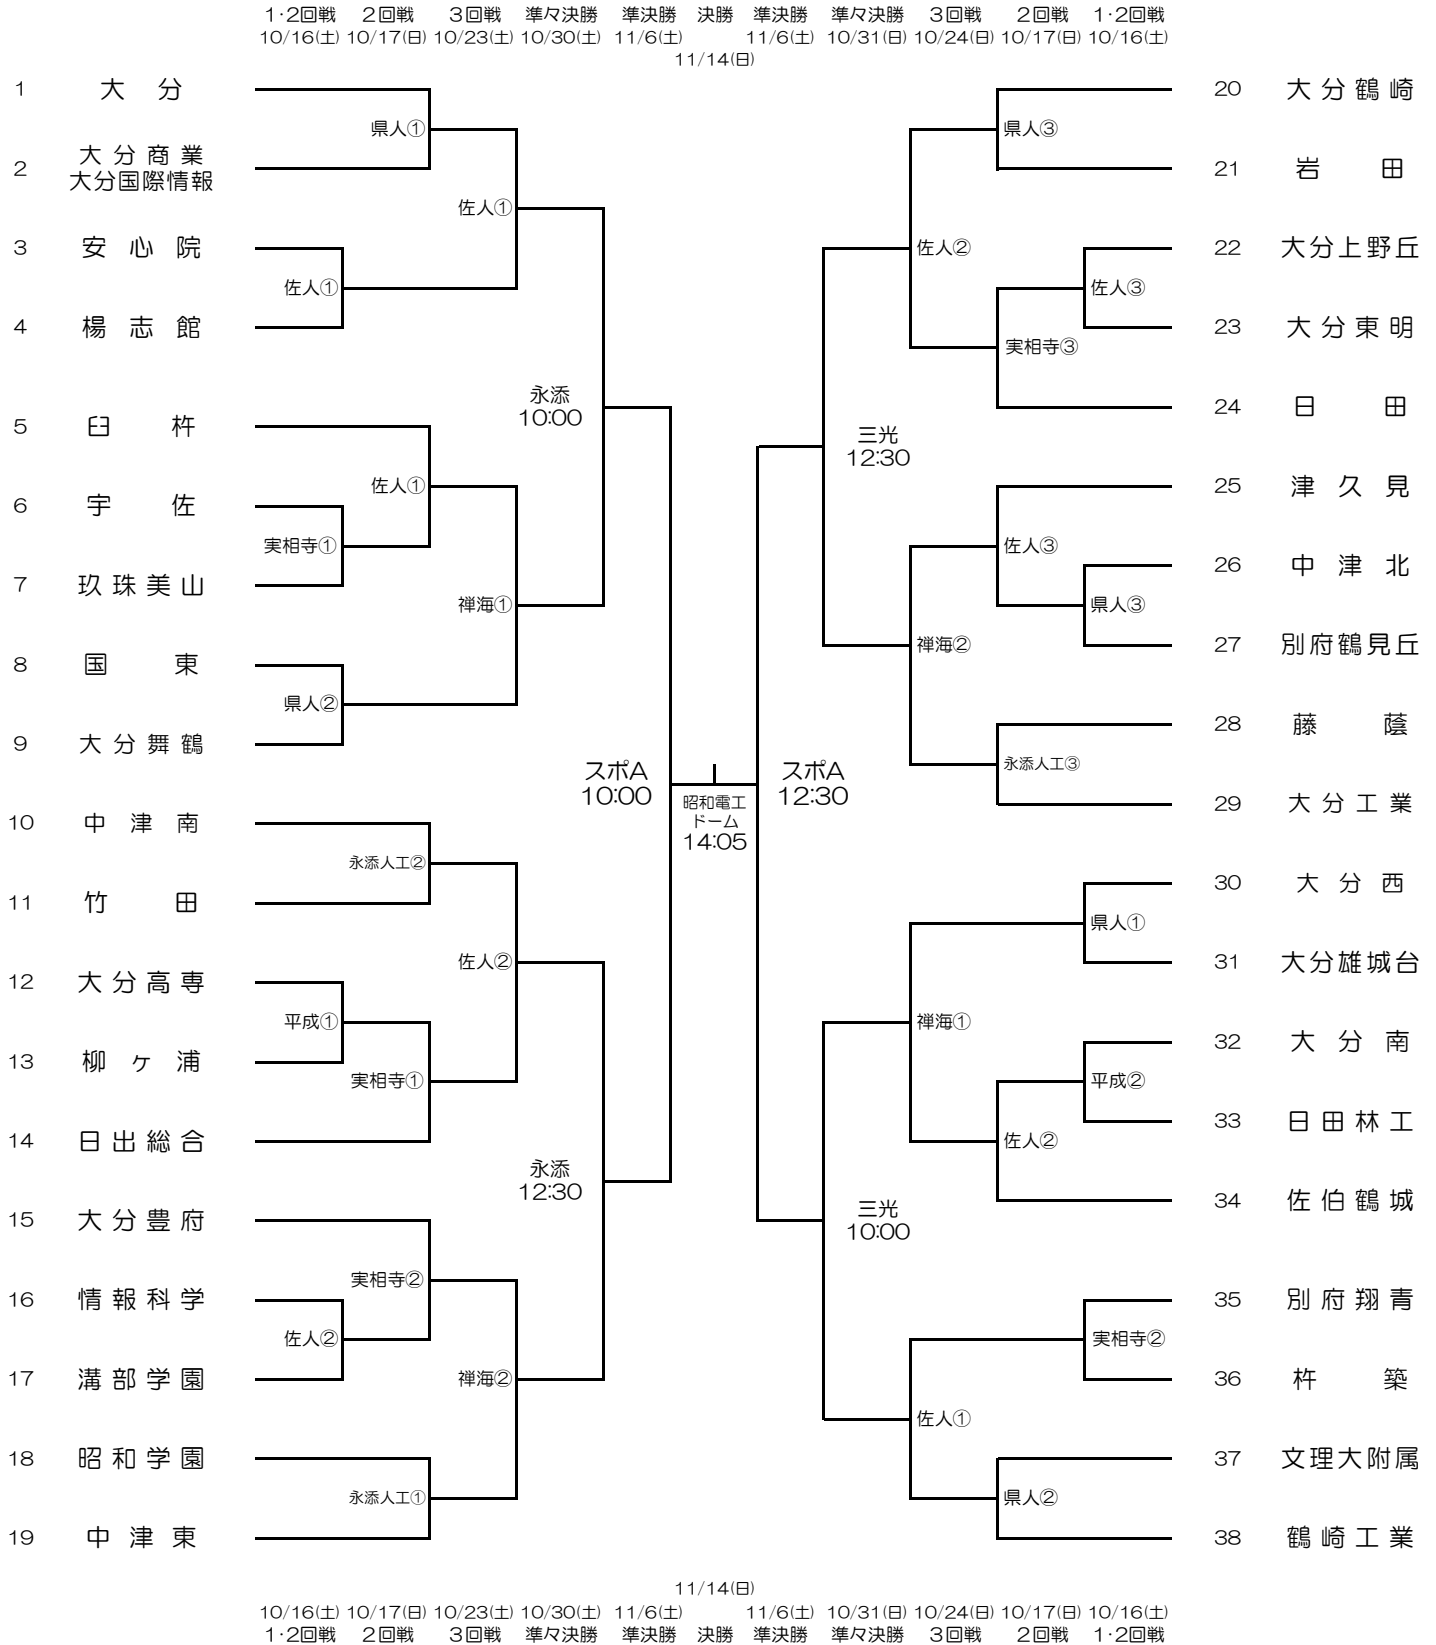 1・2回戦 2回戦 3回戦 準々決勝 準決勝 決勝 準決勝 準々決勝 3回戦 2回戦 1・2回戦
10/16(土) 10/17(日) 10/23(土) 10/30(土) 11/6(土) 11/6(土) 10/31(日) 10/24(日) 10/17(日) 10/16(土)
11/14(日)
1 大分
県人①
2 大分商業
大分国際情報
佐人①
3 安心院
佐人①
4 楊志館
永添
10:00
5 臼杵
佐人①
6 宇佐
実相寺①
7 玖珠美山
禅海①
8 国東
県人②
9 大分舞鶴
スポA
10:00
10 中津南
永添人工②
11 竹田
佐人②
12 大分高専
平成①
13 柳ヶ浦
実相寺①
14 日出総合
永添
12:30
15 大分豊府
実相寺②
16 情報科学
佐人②
17 溝部学園
禅海②
18 昭和学園
永添人工①
19 中津東
昭和電工
ドーム
14:05
20 大分鶴崎
県人③
21 岩田
佐人②
22 大分上野丘
佐人③
23 大分東明
実相寺③
24 日田
三光
12:30
25 津久見
佐人③
26 中津北
県人③
27 別府鶴見丘
禅海②
28 藤蔭
永添人工③
29 大分工業
スポA
12:30
30 大分西
県人①
31 大分雄城台
禅海①
32 大分南
平成②
33 日田林工
佐人②
34 佐伯鶴城
三光
10:00
35 別府翔青
実相寺②
36 杵築
佐人①
37 文理大附属
県人②
38 鶴崎工業
11/14(日)
10/16(土) 10/17(日) 10/23(土) 10/30(土) 11/6(土) 11/6(土) 10/31(日) 10/24(日) 10/17(日) 10/16(土)
1・2回戦 2回戦 3回戦 準々決勝 準決勝 決勝 準決勝 準々決勝 3回戦 2回戦 1・2回戦